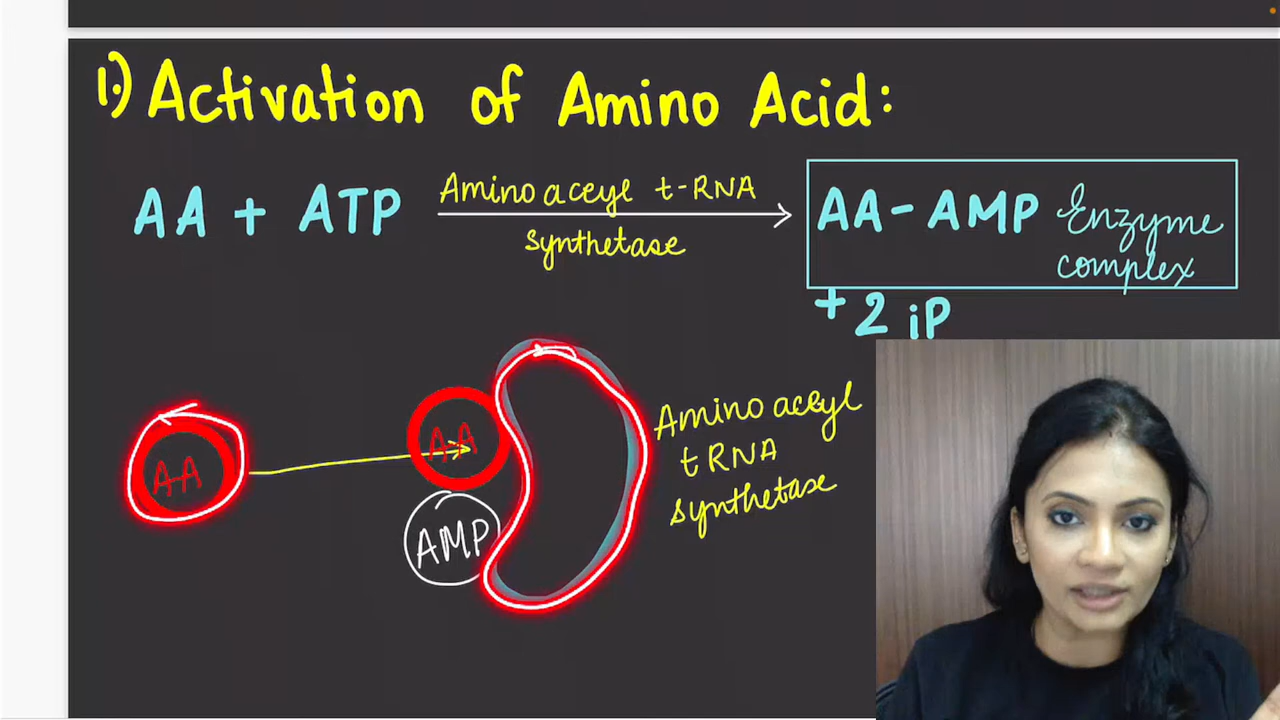 1.) Activation of Amino Acid:
AA + ATP
Amino aceyl t-RNA
synthetase
AA - AMP Enzyme
complex
+ 2 iP
AA
AA
AMP
Amino aceyl
tRNA
synthetase